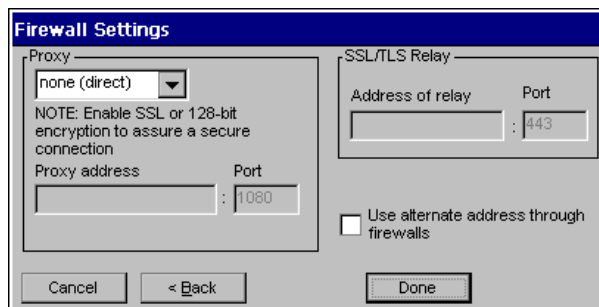 Firewall Settings
Proxy
none (direct)
NOTE: Enable SSL or 128-bit
encryption to assure a secure
connection
Proxy address Port
: 1080
SSL/TLS Relay
Address of relay Port
: 443
Use alternate address through
firewalls
Cancel < Back Done